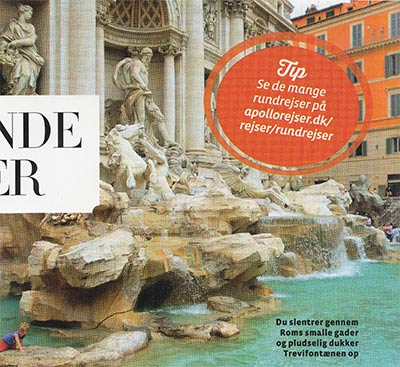 NDE
ER
Tip
Se de mange
rundrejser på
apollorejser.dk/
rejser/rundrejser
Du slentrer gennem
Roms smalle gader
og pludselig dukker
Trevifontænen op